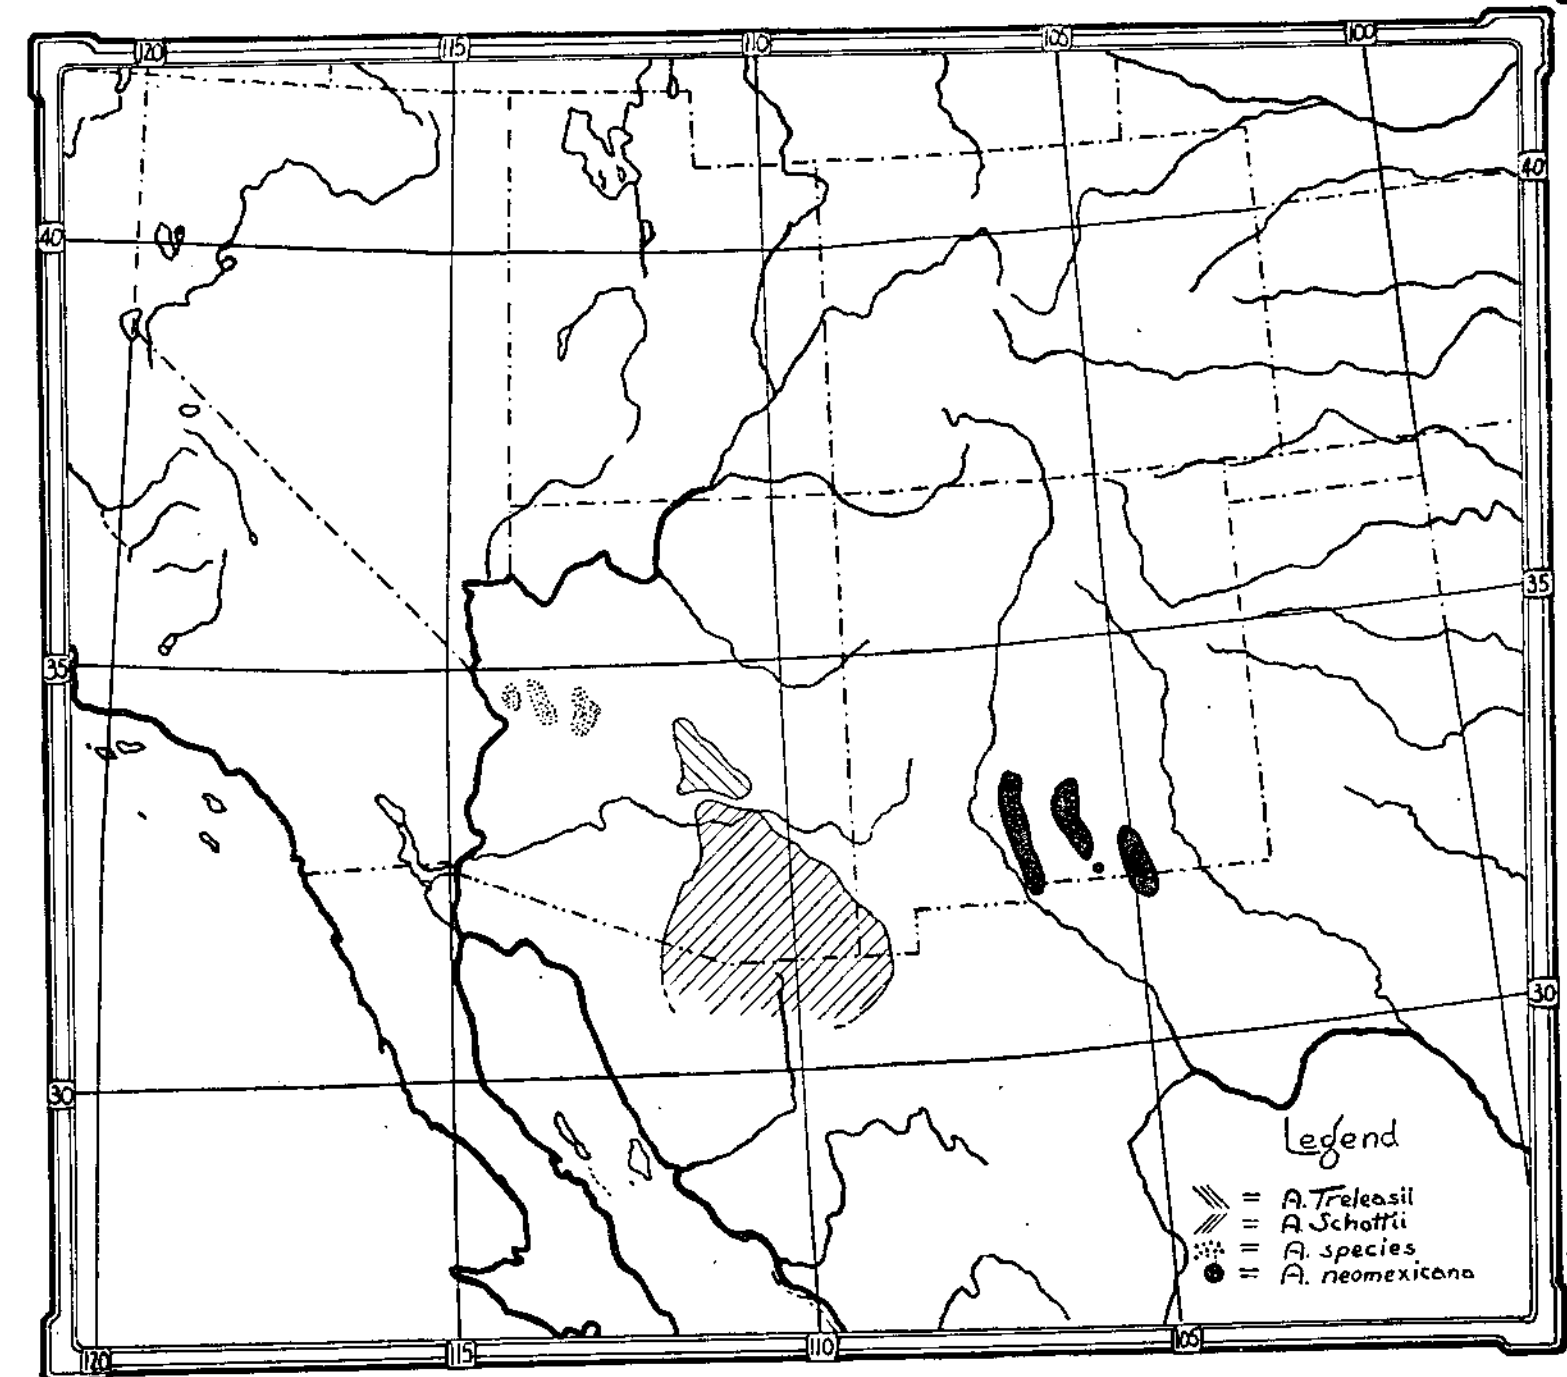 120 115 110 105 100
40 40
35 35
30 30
Legend
= A. Treleasii
= A Schottii
= A. species
= A. neomexicana
120 115 110 105